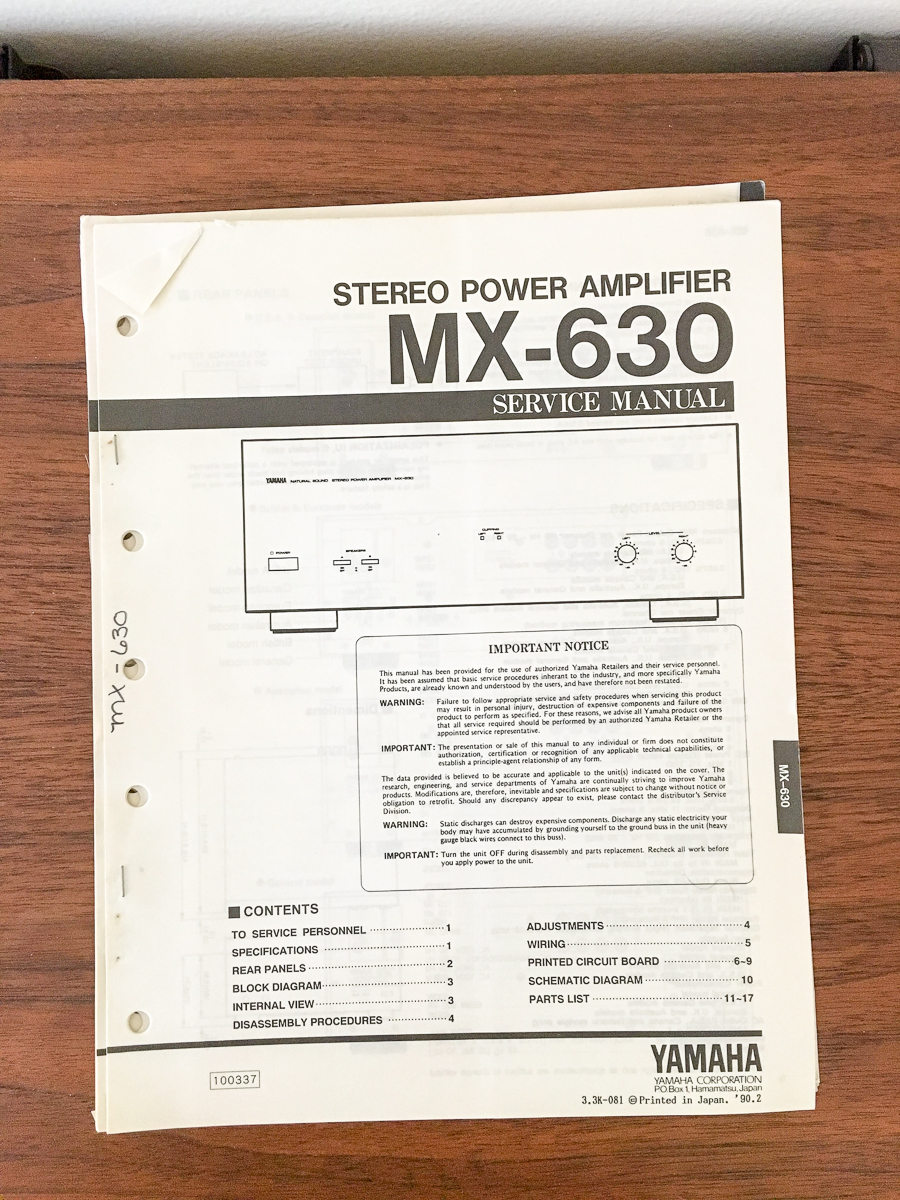 STEREO POWER AMPLIFIER
MX-630
SERVICE MANUAL
YAMAHA NATURAL SOUND STEREO POWER AMPLIFIER MX-630
CLIPPING
LEFT RIGHT
POWER
SPEAKERS
LEFT LEVEL RIGHT
mx-630
IMPORTANT NOTICE
This manual has been provided for the use of authorized Yamaha Retailers and their service personnel.
It has been assumed that basic service procedures inherant to the industry, and more specifically Yamaha
Products, are already known and understood by the users, and have therefore not been restated.
WARNING: Failure to follow appropriate service and safety procedures when servicing this product
may result in personal injury, destruction of expensive components and failure of the
product to perform as specified. For these reasons, we advise all Yamaha product owners
that all service required should be performed by an authorized Yamaha Retailer or the
appointed service representative.
IMPORTANT: The presentation or sale of this manual to any individual or firm does not constitute
authorization, certification or recognition of any applicable technical capabilities, or
establish a principle-agent relationship of any form.
The data provided is believed to be accurate and applicable to the unit(s) indicated on the cover. The
research, engineering, and service departments of Yamaha are continually striving to improve Yamaha
products. Modifications are, therefore, inevitable and specifications are subject to change without notice or
obligation to retrofit. Should any discrepancy appear to exist, please contact the distributor's Service
Division.
WARNING: Static discharges can destroy expensive components. Discharge any static electricity your
body may have accumulated by grounding yourself to the ground buss in the unit (heavy
gauge black wires connect to this buss).
IMPORTANT: Turn the unit OFF during disassembly and parts replacement. Recheck all work before
you apply power to the unit.
MX-630
■ CONTENTS
TO SERVICE PERSONNEL ···················· 1
SPECIFICATIONS ···················· 1
REAR PANELS ···················· 2
BLOCK DIAGRAM ···················· 3
INTERNAL VIEW ···················· 3
DISASSEMBLY PROCEDURES ···················· 4
ADJUSTMENTS ···················· 4
WIRING ···················· 5
PRINTED CIRCUIT BOARD ···················· 6~9
SCHEMATIC DIAGRAM ···················· 10
PARTS LIST ···················· 11~17
100337
YAMAHA
YAMAHA CORPORATION
P.O.Box 1, Hamamatsu, Japan
3.3K-081 © Printed in Japan. '90.2